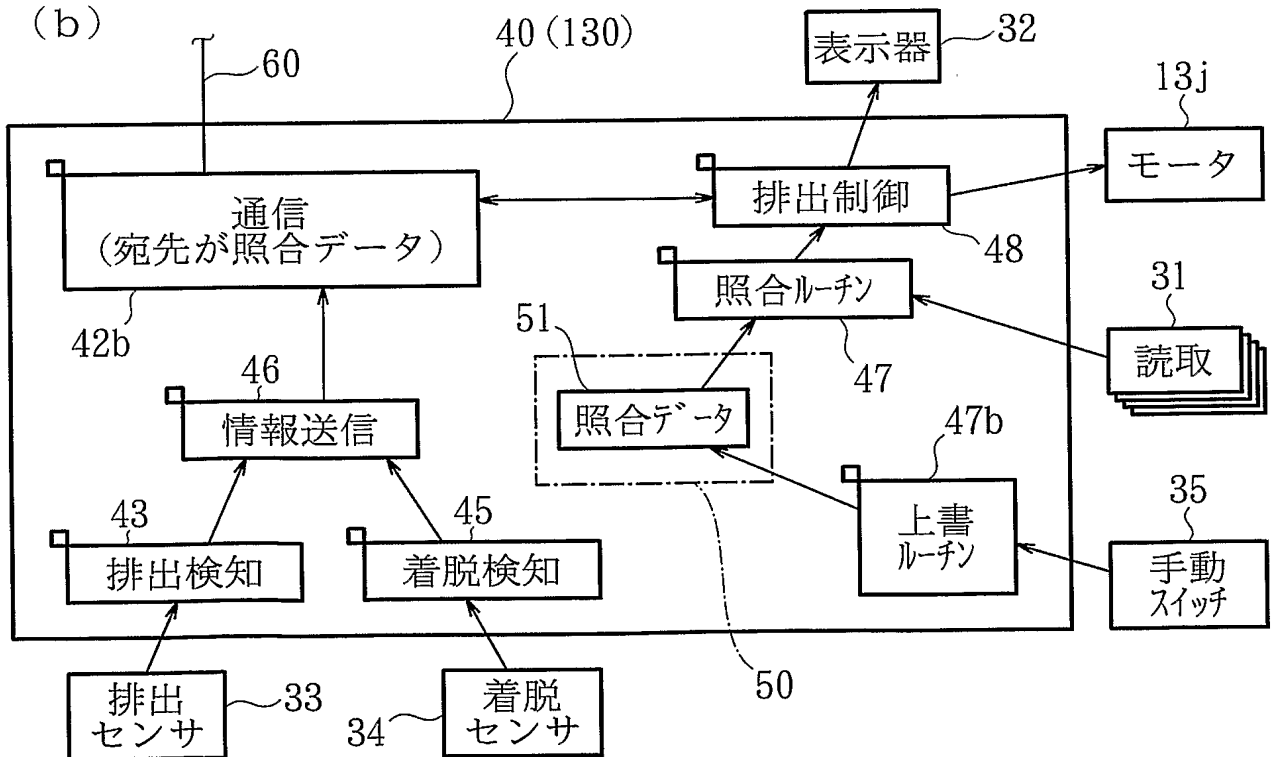 (b)
60
40(130)
表示器
32
13j
モータ
通信
(宛先が照合データ)
42b
排出制御
48
照合ルーチン
47
31
読取
51
照合データ
50
46
情報送信
47b
上書
ルーチン
35
手動
スイッチ
43
排出検知
45
着脱検知
排出
センサ
33
34
着脱
センサ